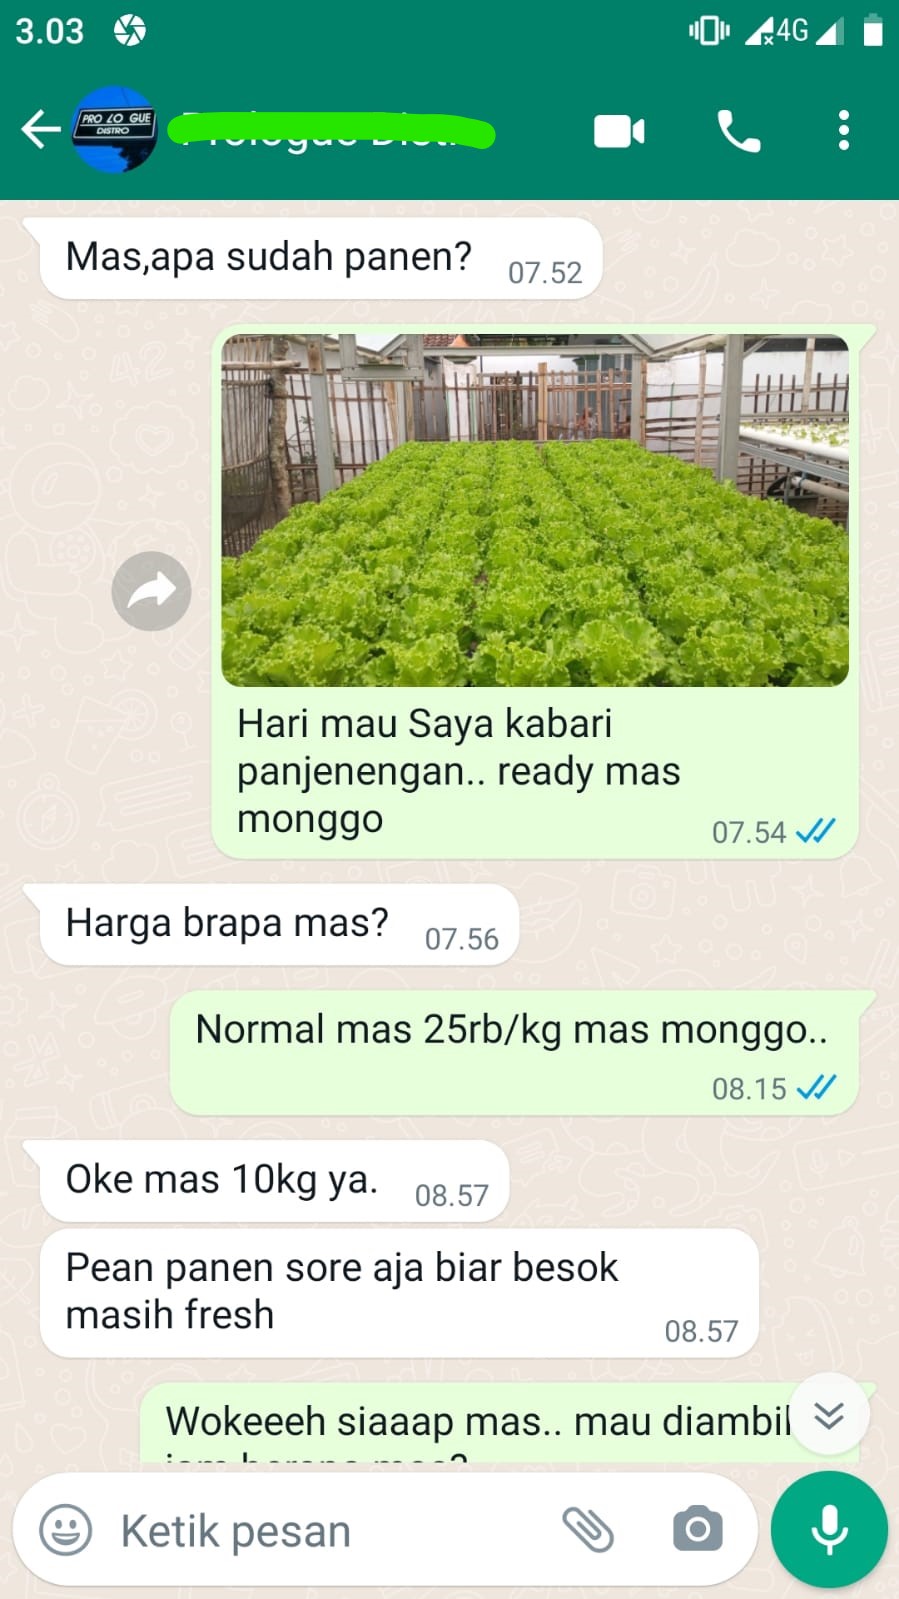 3.03
4G
PRO LO GUE
DISTRO
Mas,apa sudah panen?
07.52
Hari mau Saya kabari
panjenengan.. ready mas
monggo
07.54
Harga brapa mas?
07.56
Normal mas 25rb/kg mas monggo..
08.15
Oke mas 10kg ya.
08.57
Pean panen sore aja biar besok
masih fresh
08.57
Wokeeeh siaaap mas.. mau diambil
Ketik pesan